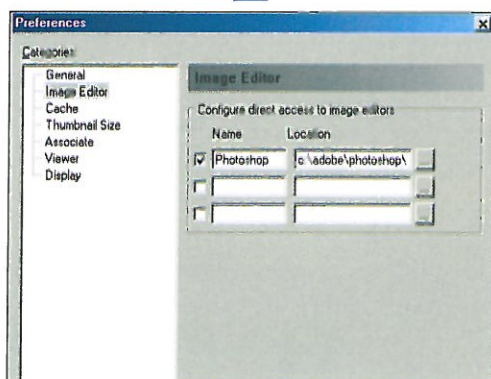 Preferences
Categories:
General
Image Editor
Cache
Thumbnail Size
Associate
Viewer
Display
Image Editor
Configure direct access to image editors
Name Location
Photoshop c:\adobe\photoshop\
...
...
...